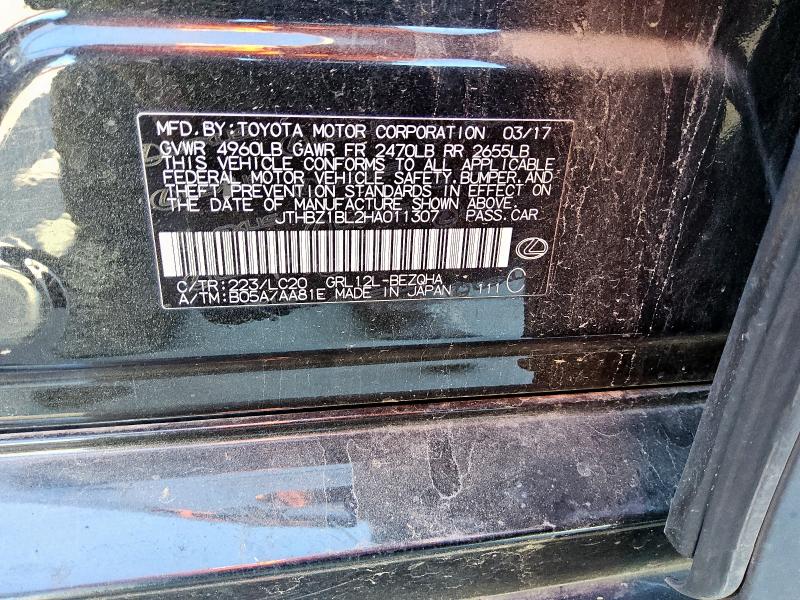 MFD. BY: TOYOTA MOTOR CORPORATION 03/17
GVWR 4960LB GAWR FR 2470LB RR 2655LB
THIS VEHICLE CONFORMS TO ALL APPLICABLE
FEDERAL MOTOR VEHICLE SAFETY, BUMPER, AND
THEFT PREVENTION STANDARDS IN EFFECT ON
THE DATE OF MANUFACTURE SHOWN ABOVE.
JTHBZ1BL2HA011307 PASS. CAR
C/TR: 223/LC20 GRL12L-BEZQHA
A/TM: B05A/AA81E MADE IN JAPAN 111 C